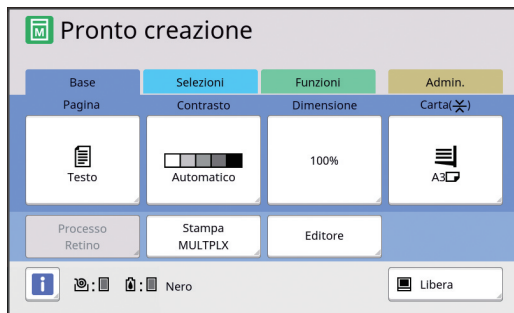 M Pronto creazione
Base Selezioni Funzioni Admin.
Pagina Contrasto Dimensione Carta( )
Testo Automatico 100% A3
Processo Retino
Stampa MULTPLX
Editore
i : : Nero
Libera